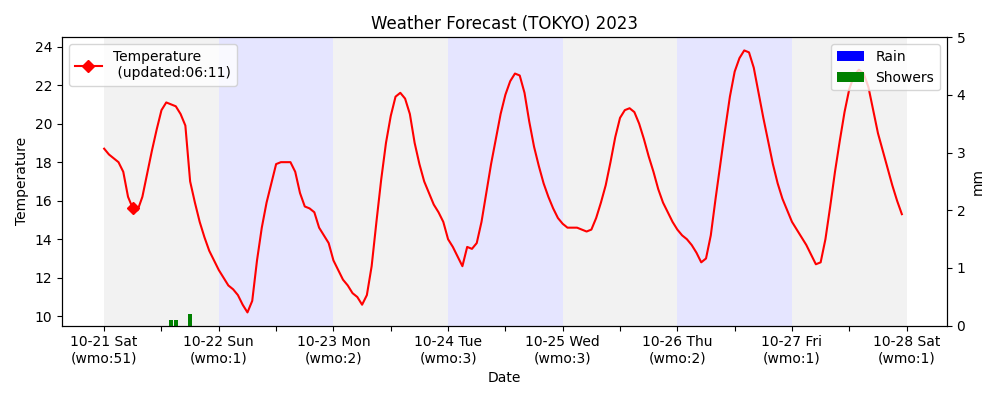 Weather Forecast (TOKYO) 2023
Temperature
(updated:06:11)
Rain
Showers
24
22
20
18
16
14
12
10
Temperature
5
4
3
2
1
0
mm
10-21 Sat
(wmo:51)
10-22 Sun
(wmo:1)
10-23 Mon
(wmo:2)
10-24 Tue
(wmo:3)
10-25 Wed
(wmo:3)
10-26 Thu
(wmo:2)
10-27 Fri
(wmo:1)
10-28 Sat
(wmo:1)
Date